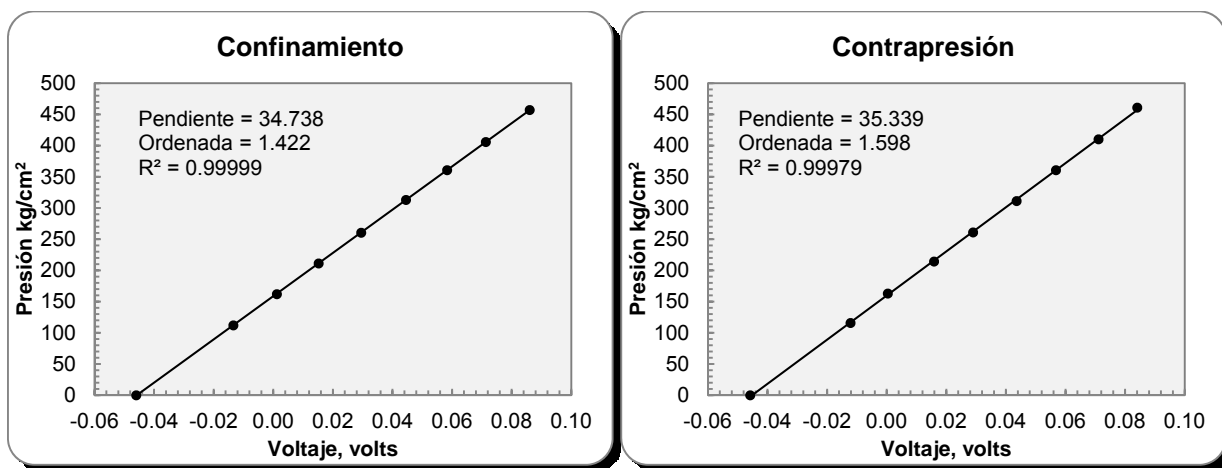 Confinamiento
Pendiente = 34.738
Ordenada = 1.422
R² = 0.99999
Presión kg/cm²
500
450
400
350
300
250
200
150
100
50
0
-0.06 -0.04 -0.02 0.00 0.02 0.04 0.06 0.08 0.10
Voltaje, volts
Contrapresión
Pendiente = 35.339
Ordenada = 1.598
R² = 0.99979
Presión kg/cm²
500
450
400
350
300
250
200
150
100
50
0
-0.06 -0.04 -0.02 0.00 0.02 0.04 0.06 0.08 0.10
Voltaje, volts